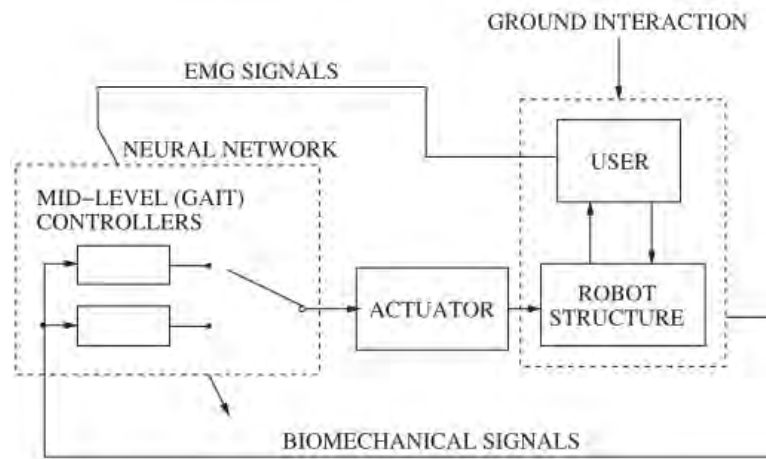 GROUND INTERACTION
EMG SIGNALS
NEURAL NETWORK
USER
MID-LEVEL (GAIT)
CONTROLLERS
ACTUATOR
ROBOT
STRUCTURE
BIOMECHANICAL SIGNALS